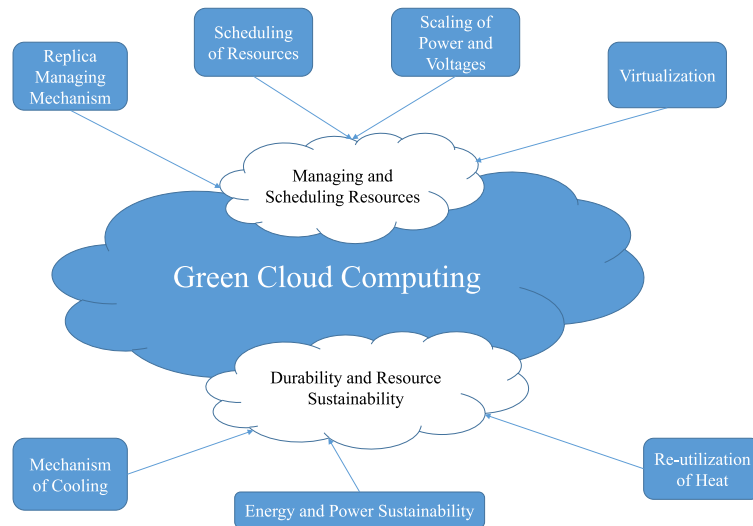 Replica
Managing
Mechanism
Scheduling
of Resources
Scaling of
Power and
Voltages
Virtualization
Managing and
Scheduling Resources
Green Cloud Computing
Durability and Resource
Sustainability
Mechanism
of Cooling
Energy and Power Sustainability
Re-utilization
of Heat